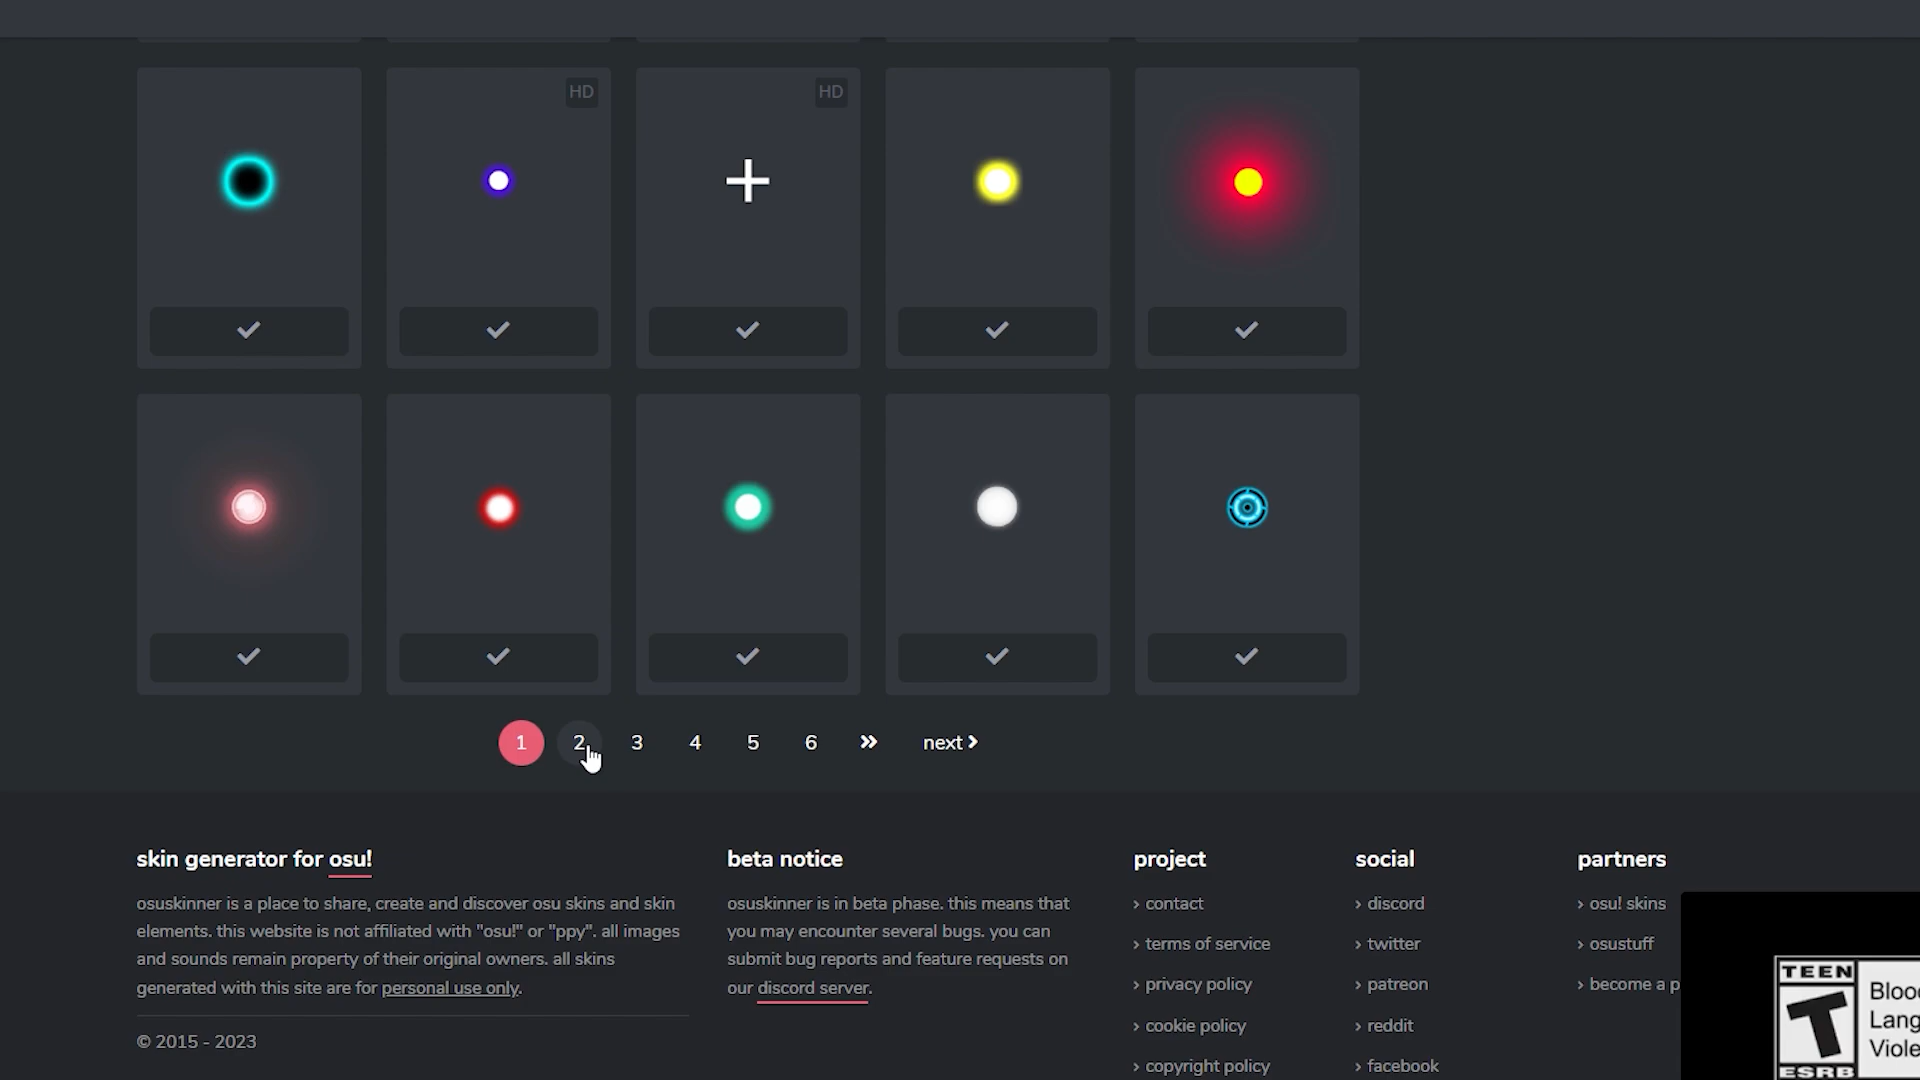 HD
HD
1 2 3 4 5 6 » next >
skin generator for osu!
osuskinner is a place to share, create and discover osu skins and skin
elements. this website is not affiliated with "osu!" or "ppy". all images
and sounds remain property of their original owners. all skins
generated with this site are for personal use only.
© 2015 - 2023
beta notice
osuskinner is in beta phase. this means that
you may encounter several bugs. you can
submit bug reports and feature requests on
our discord server.
project
> contact
> terms of service
> privacy policy
> cookie policy
> copyright policy
social
> discord
> twitter
> patreon
> reddit
> facebook
partners
> osu! skins
> osustuff
> become a p
TEEN
T
ESRB
Bloo
Lang
Viole